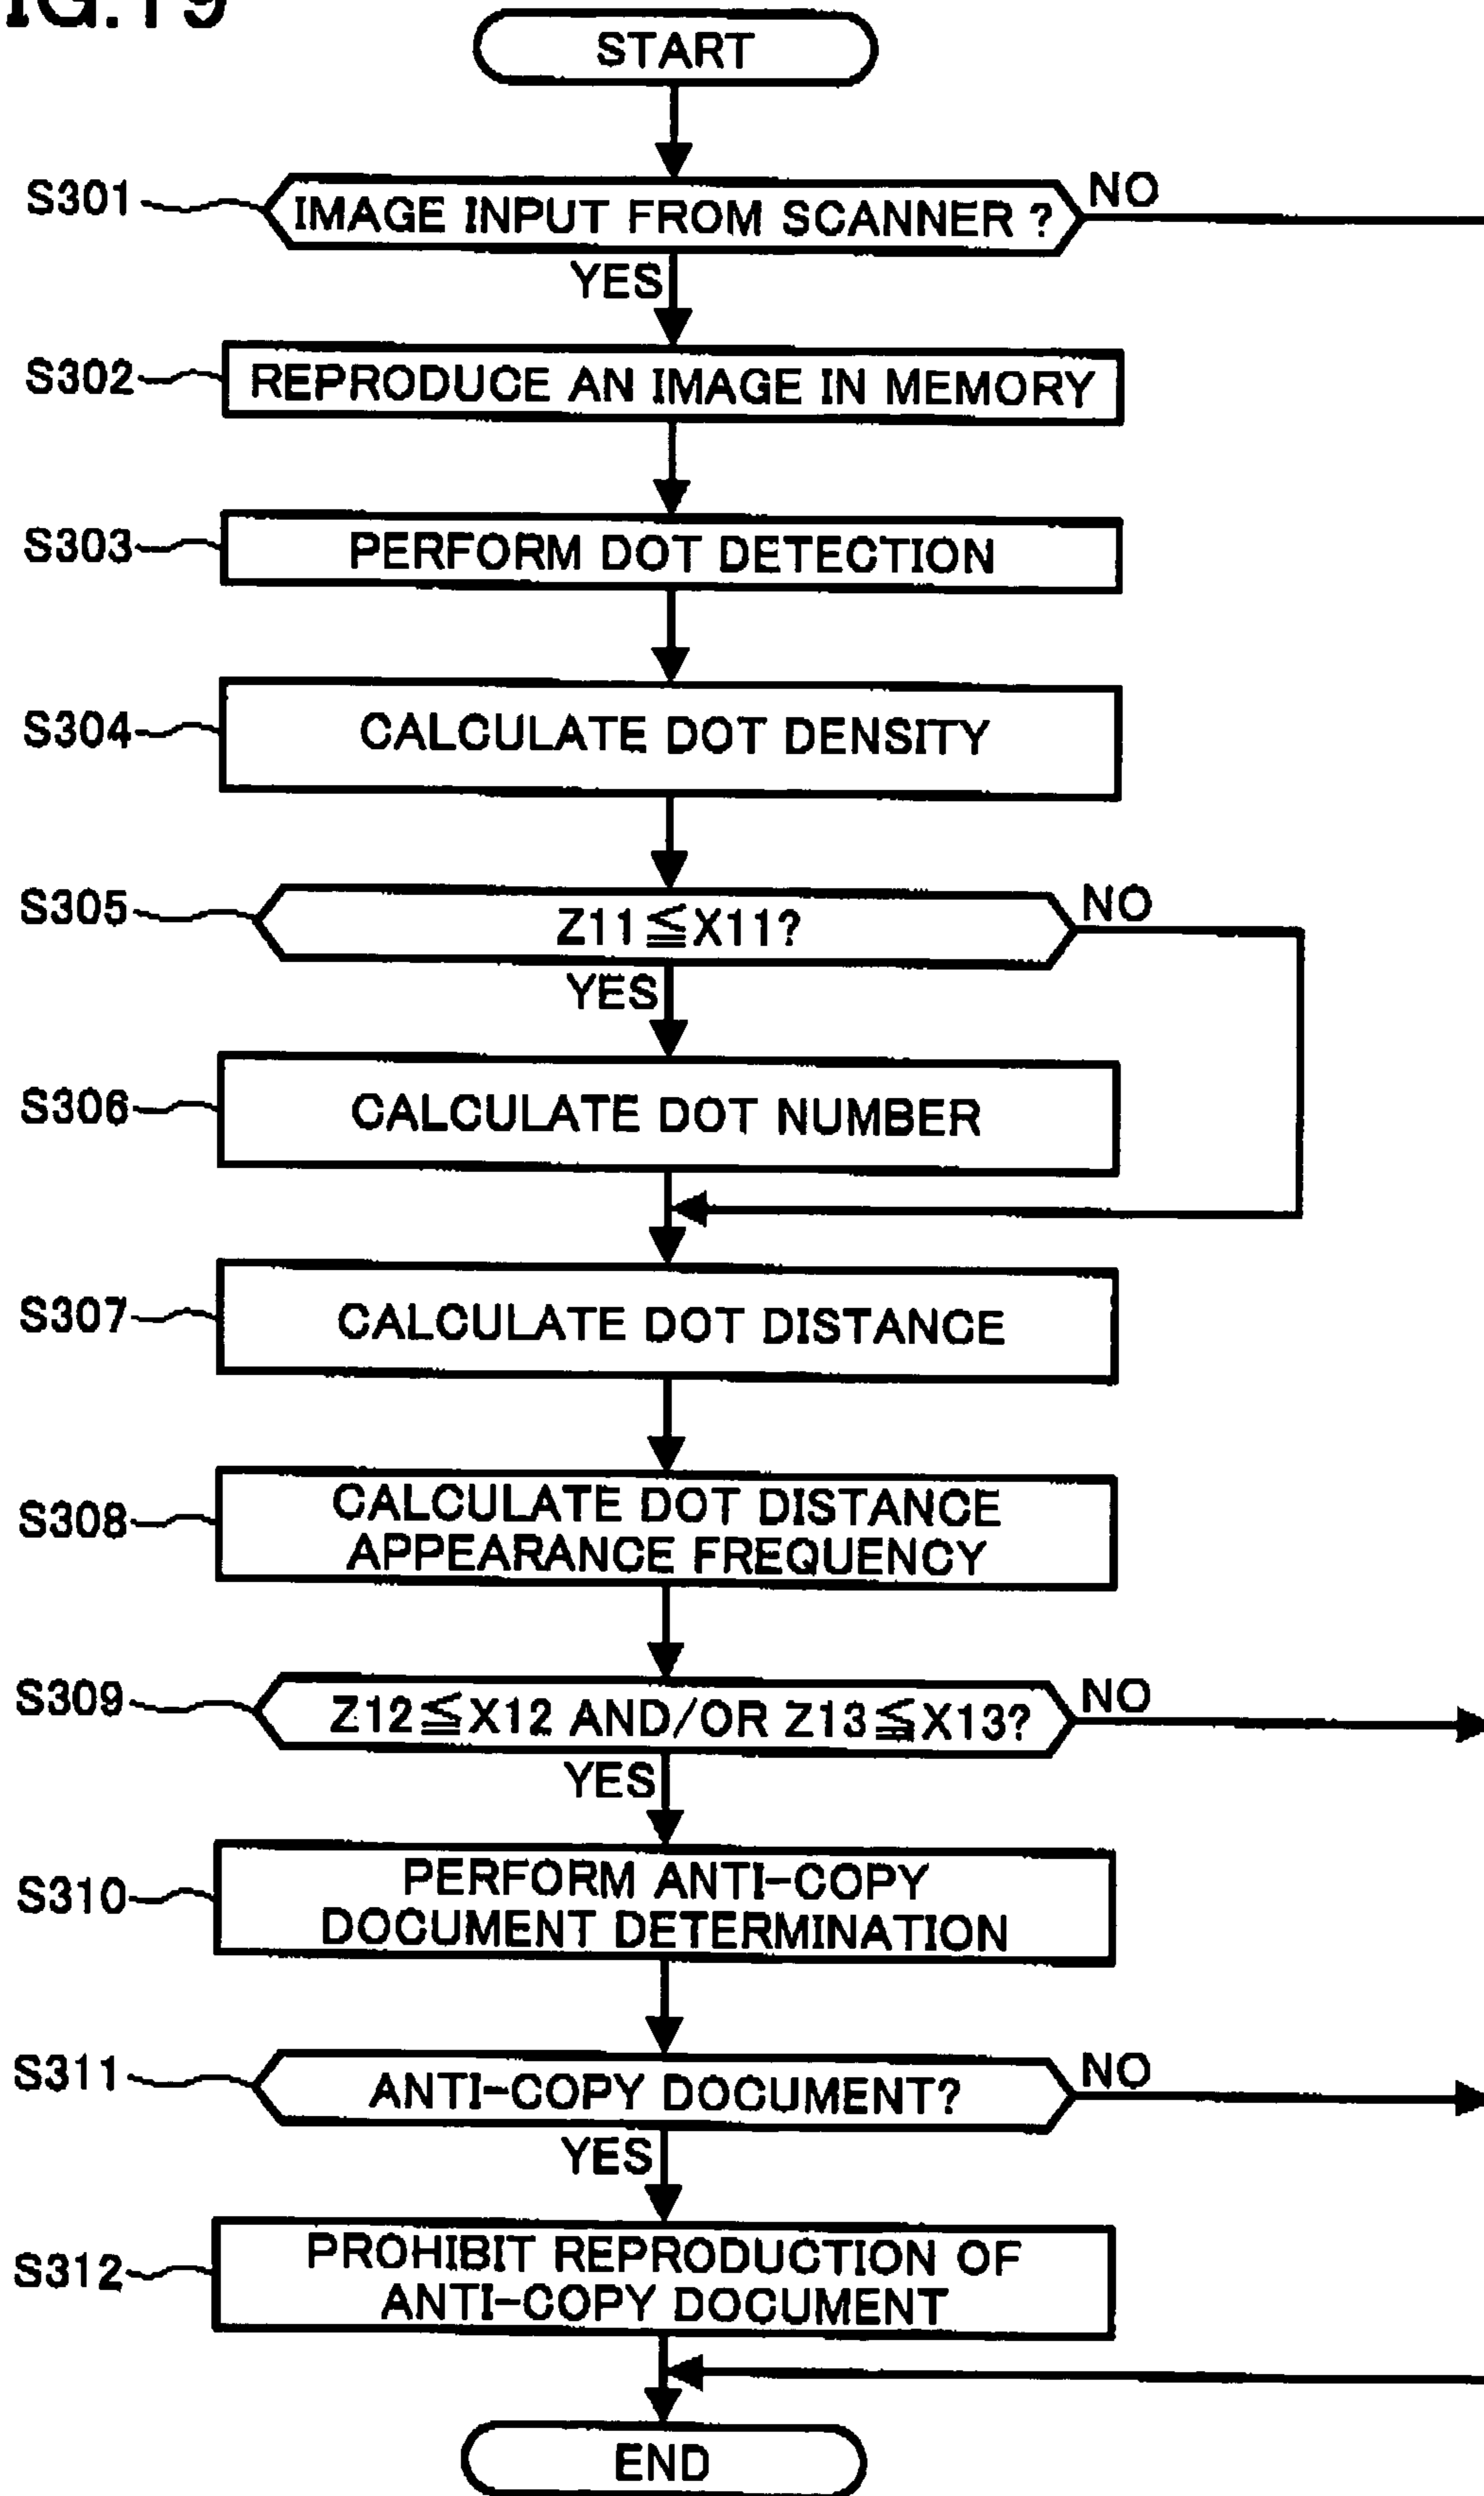 IG.19
START
S301
IMAGE INPUT FROM SCANNER ?
NO
YES
S302
REPRODUCE AN IMAGE IN MEMORY
S303
PERFORM DOT DETECTION
S304
CALCULATE DOT DENSITY
S305
Z11≦X11?
NO
YES
S306
CALCULATE DOT NUMBER
S307
CALCULATE DOT DISTANCE
S308
CALCULATE DOT DISTANCE
APPEARANCE FREQUENCY
S309
Z12≦X12 AND/OR Z13≦X13?
NO
YES
S310
PERFORM ANTI-COPY
DOCUMENT DETERMINATION
S311
ANTI-COPY DOCUMENT?
NO
YES
S312
PROHIBIT REPRODUCTION OF
ANTI-COPY DOCUMENT
END